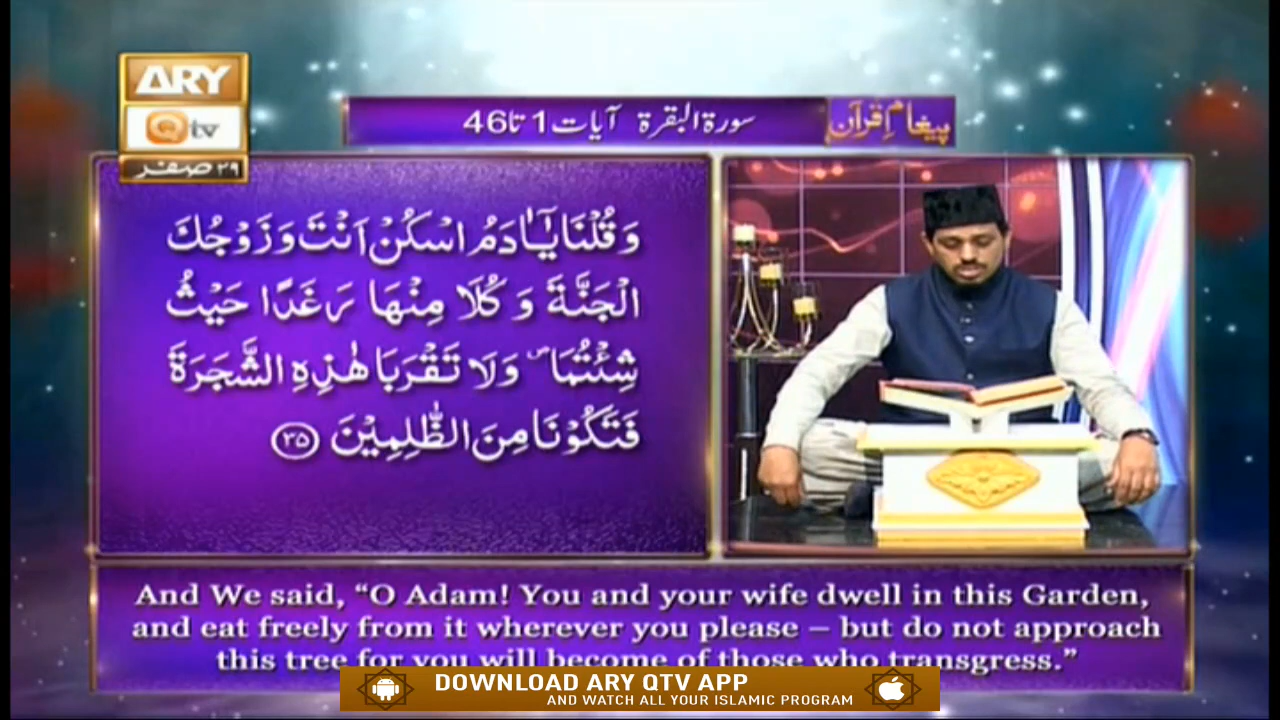 ARY
Qtv
۲۹ صفر
پیغامِ قرآن
سورۃ البقرۃ آیات 1 تا 46
وَقُلْنَا يٰٓاٰدَمُ اسْكُنْ اَنْتَ وَزَوْجُكَ
الْجَنَّةَ وَكُلَا مِنْهَا رَغَدًا حَيْثُ
شِئْتُمَا ۪ وَلَا تَقْرَبَا هٰذِهِ الشَّجَرَةَ
فَتَكُوْنَا مِنَ الظّٰلِمِيْنَ ۳۵
And We said, “O Adam! You and your wife dwell in this Garden,
and eat freely from it wherever you please – but do not approach
this tree for you will become of those who transgress.”
DOWNLOAD ARY QTV APP
AND WATCH ALL YOUR ISLAMIC PROGRAM